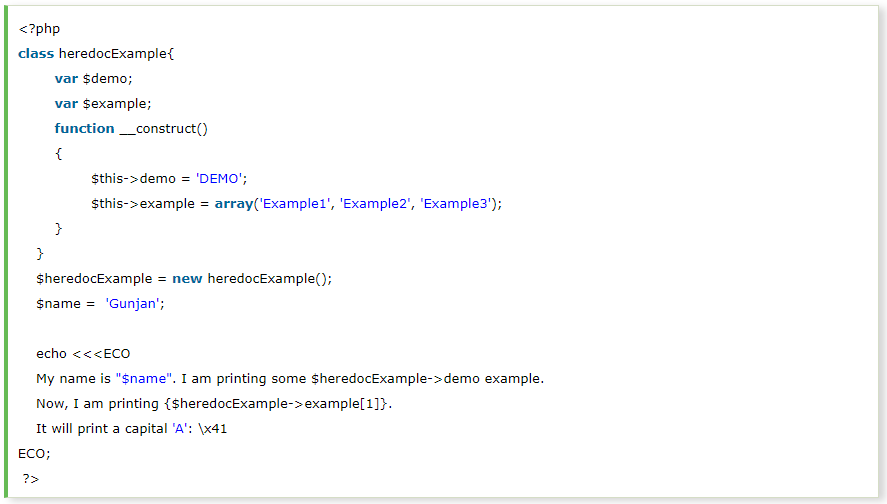 <?php
class heredocExample{
var $demo;
var $example;
function __construct()
{
$this->demo = 'DEMO';
$this->example = array('Example1', 'Example2', 'Example3');
}
}
$heredocExample = new heredocExample();
$name =  'Gunjan';
echo <<<ECO
My name is "$name". I am printing some $heredocExample->demo example.
Now, I am printing {$heredocExample->example[1]}.
It will print a capital 'A': \x41
ECO;
?>